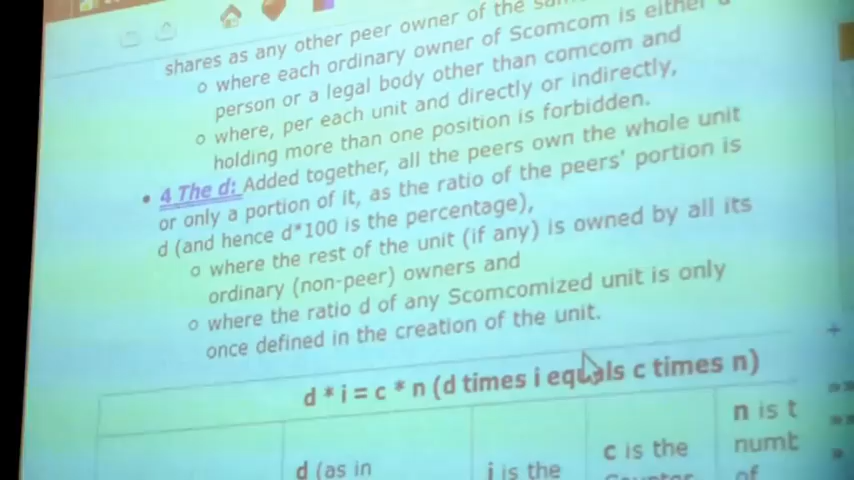 shares as any other peer owner of the
o where each ordinary owner of Scomcom is either a
person or a legal body other than comcom and
o where, per each unit and directly or indirectly,
holding more than one position is forbidden.
• 4 The d: Added together, all the peers own the whole unit
or only a portion of it, as the ratio of the peers' portion is
d (and hence d*100 is the percentage),
o where the rest of the unit (if any) is owned by all its
ordinary (non-peer) owners and
o where the ratio d of any Scomcomized unit is only
once defined in the creation of the unit.
d * i = c * n (d times i equals c times n)
d (as in
i is the
c is the
n is t
numb
of